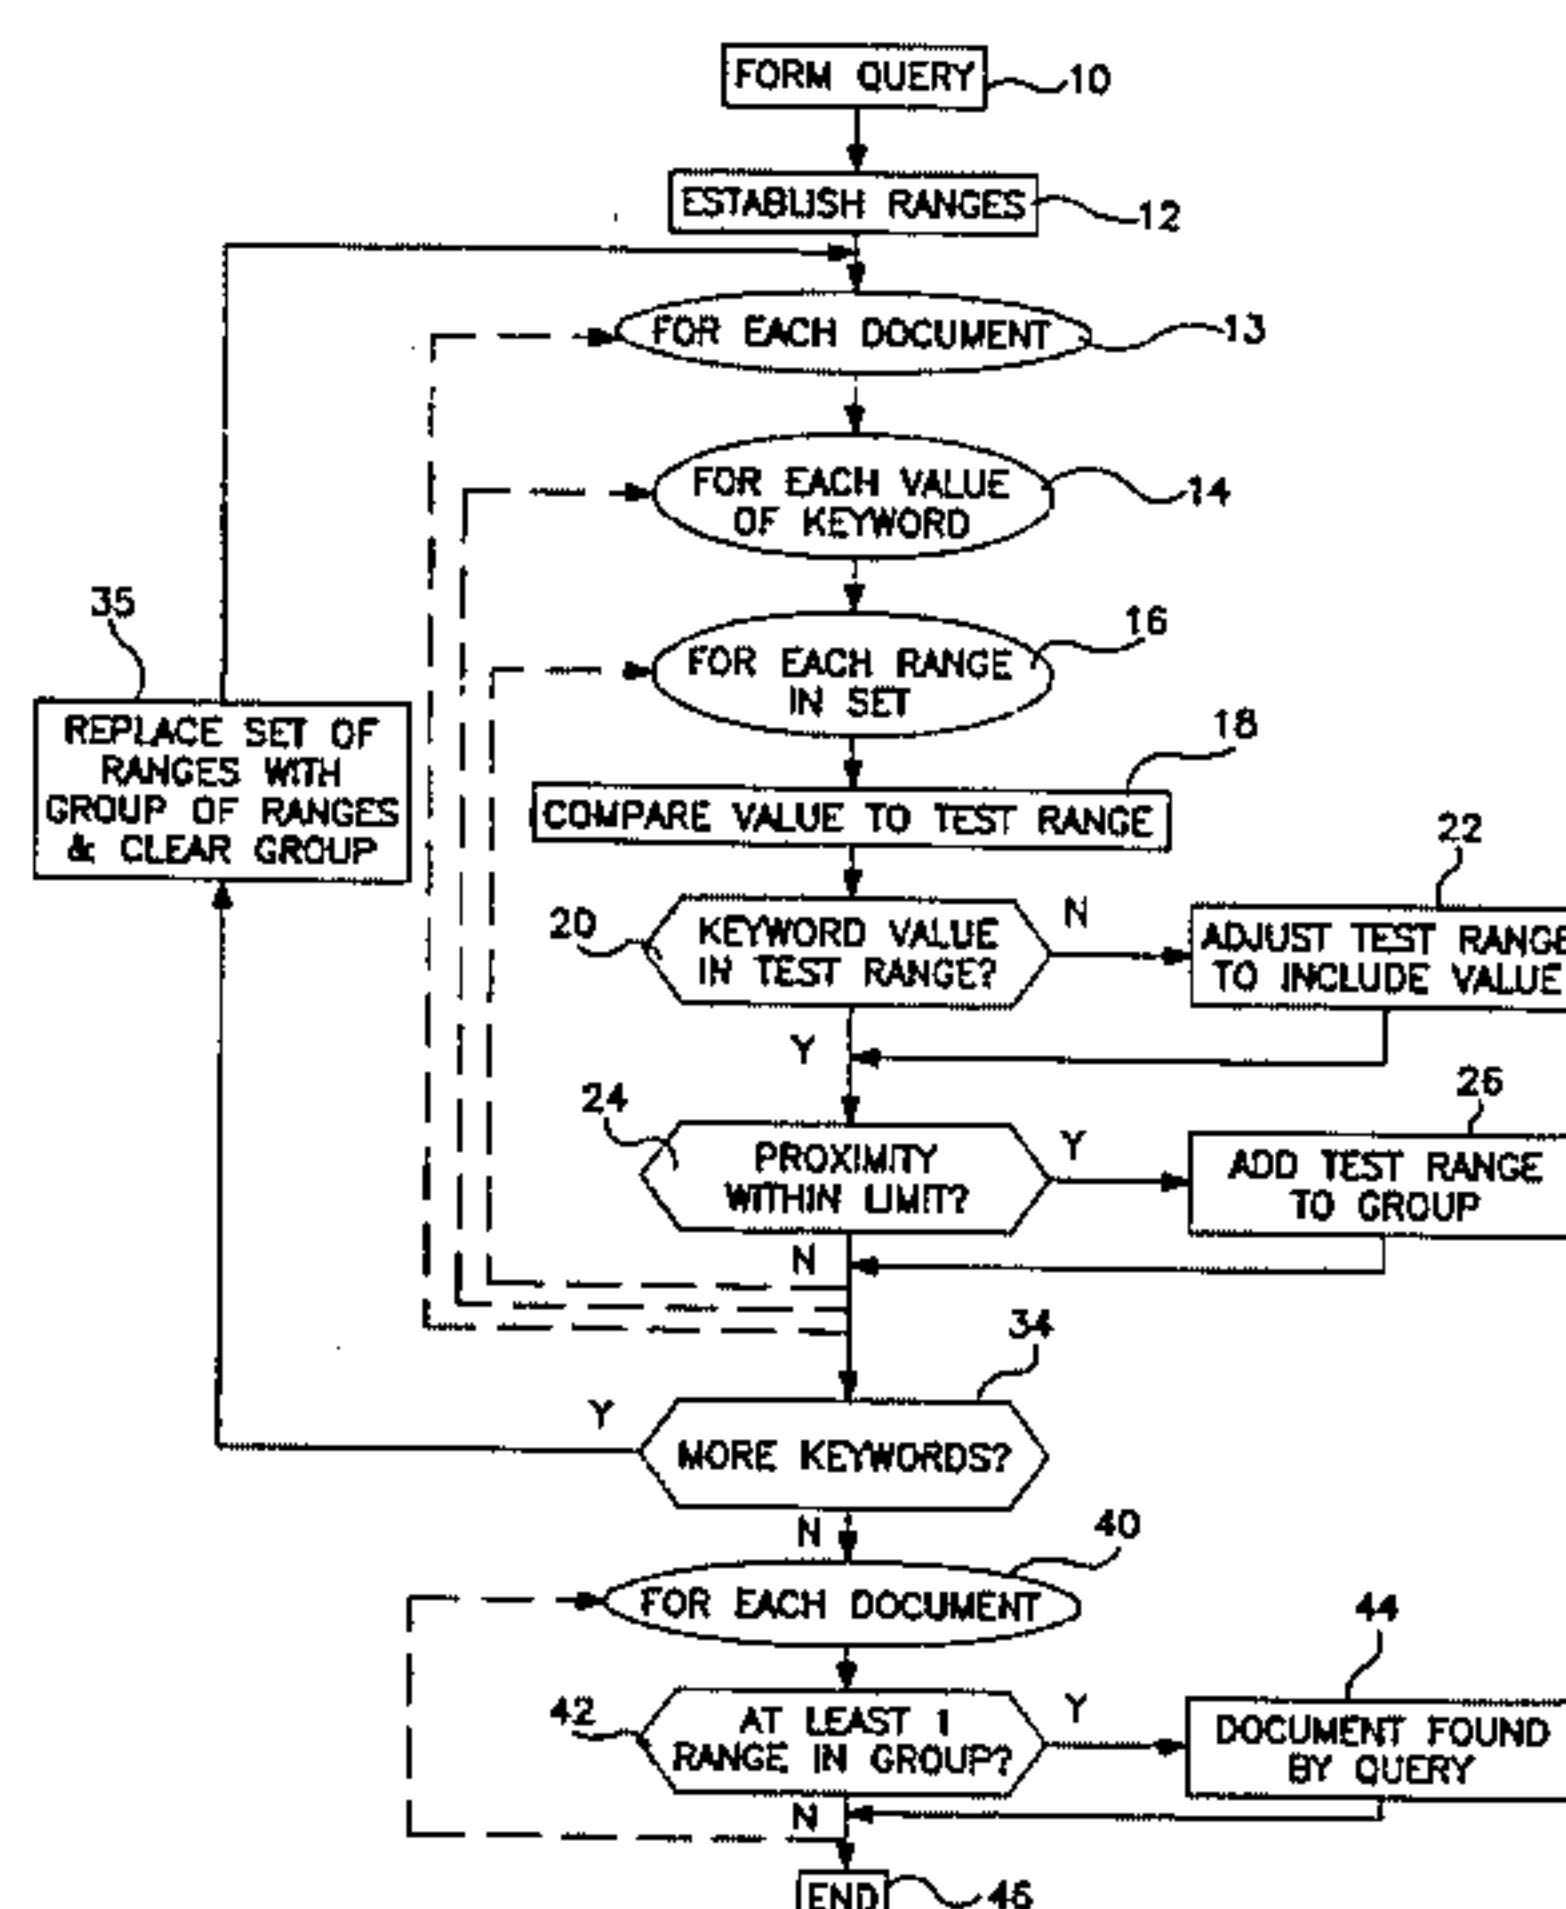 FORM QUERY
10
ESTABLISH RANGES
12
FOR EACH DOCUMENT
13
FOR EACH VALUE
OF KEYWORD
14
35
16
FOR EACH RANGE
IN SET
REPLACE SET OF
RANGES WITH
GROUP OF RANGES
& CLEAR GROUP
18
COMPARE VALUE TO TEST RANGE
22
20
KEYWORD VALUE
IN TEST RANGE?
N
ADJUST TEST RANGE
TO INCLUDE VALUE
Y
24
26
PROXIMITY
WITHIN LIMIT?
Y
ADD TEST RANGE
TO GROUP
N
34
Y
MORE KEYWORDS?
N
40
FOR EACH DOCUMENT
44
42
AT LEAST 1
RANGE IN GROUP?
Y
DOCUMENT FOUND
BY QUERY
N
END
46